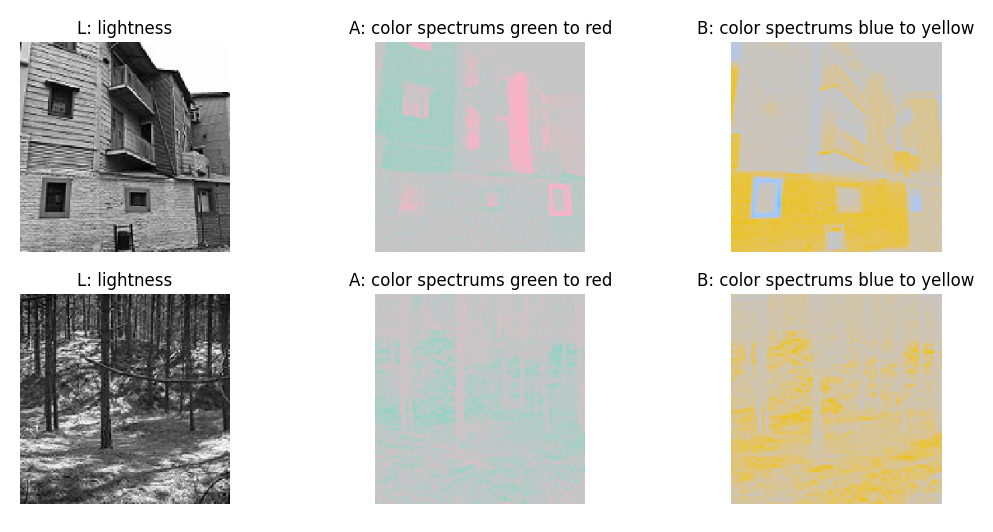 L: lightness
A: color spectrums green to red
B: color spectrums blue to yellow
L: lightness
A: color spectrums green to red
B: color spectrums blue to yellow